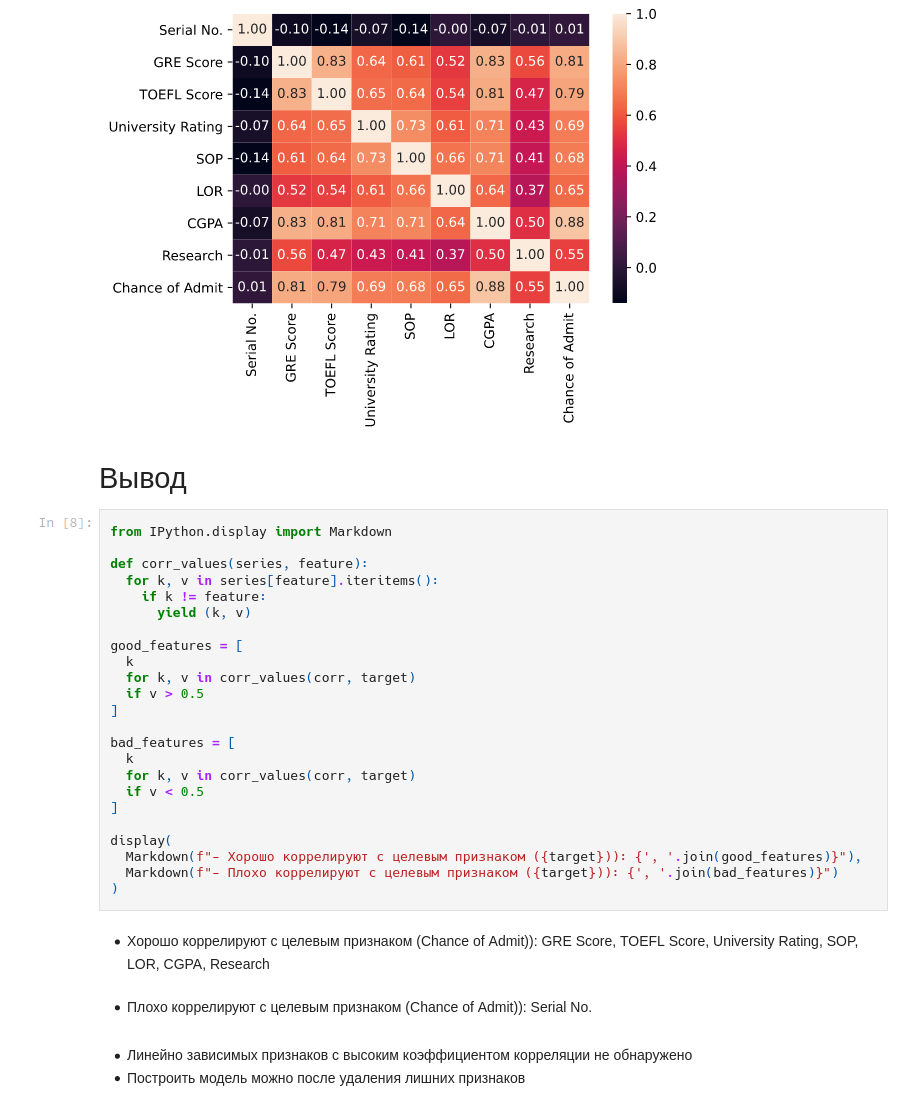 1.0
Serial No. 1.00 -0.10 -0.14 -0.07 -0.14 -0.00 -0.07 -0.01 0.01
GRE Score -0.10 1.00 0.83 0.64 0.61 0.52 0.83 0.56 0.81
0.8
TOEFL Score -0.14 0.83 1.00 0.65 0.64 0.54 0.81 0.47 0.79
0.6
University Rating -0.07 0.64 0.65 1.00 0.73 0.61 0.71 0.43 0.69
SOP -0.14 0.61 0.64 0.73 1.00 0.66 0.71 0.41 0.68
0.4
LOR -0.00 0.52 0.54 0.61 0.66 1.00 0.64 0.37 0.65
0.2
CGPA -0.07 0.83 0.81 0.71 0.71 0.64 1.00 0.50 0.88
Research -0.01 0.56 0.47 0.43 0.41 0.37 0.50 1.00 0.55
0.0
Chance of Admit 0.01 0.81 0.79 0.69 0.68 0.65 0.88 0.55 1.00
Serial No.
GRE Score
TOEFL Score
University Rating
SOP
LOR
CGPA
Research
Chance of Admit
Вывод
In [8]:
from IPython.display import Markdown
def corr_values(series, feature):
for k, v in series[feature].iteritems():
if k != feature:
yield (k, v)
good_features = [
k
for k, v in corr_values(corr, target)
if v > 0.5
]
bad_features = [
k
for k, v in corr_values(corr, target)
if v < 0.5
]
display(
Markdown(f"- Хорошо коррелируют с целевым признаком ({target})): {', '.join(good_features)}"),
Markdown(f"- Плохо коррелируют с целевым признаком ({target})): {', '.join(bad_features)}")
)
• Хорошо коррелируют с целевым признаком (Chance of Admit)): GRE Score, TOEFL Score, University Rating, SOP,
LOR, CGPA, Research
• Плохо коррелируют с целевым признаком (Chance of Admit)): Serial No.
• Линейно зависимых признаков с высоким коэффициентом корреляции не обнаружено
• Построить модель можно после удаления лишних признаков